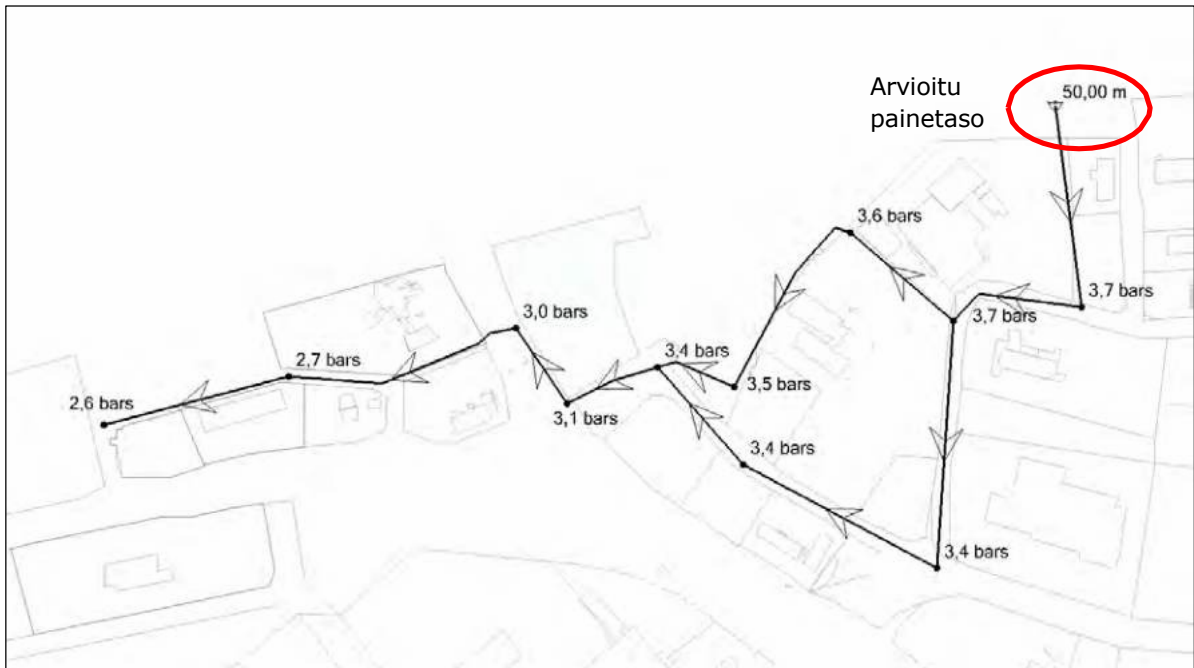 Arvioitu
painetaso
50,00 m
3,6 bars
3,7 bars
3,7 bars
3,0 bars
3,4 bars
2,7 bars
3,5 bars
2,6 bars
3,1 bars
3,4 bars
3,4 bars